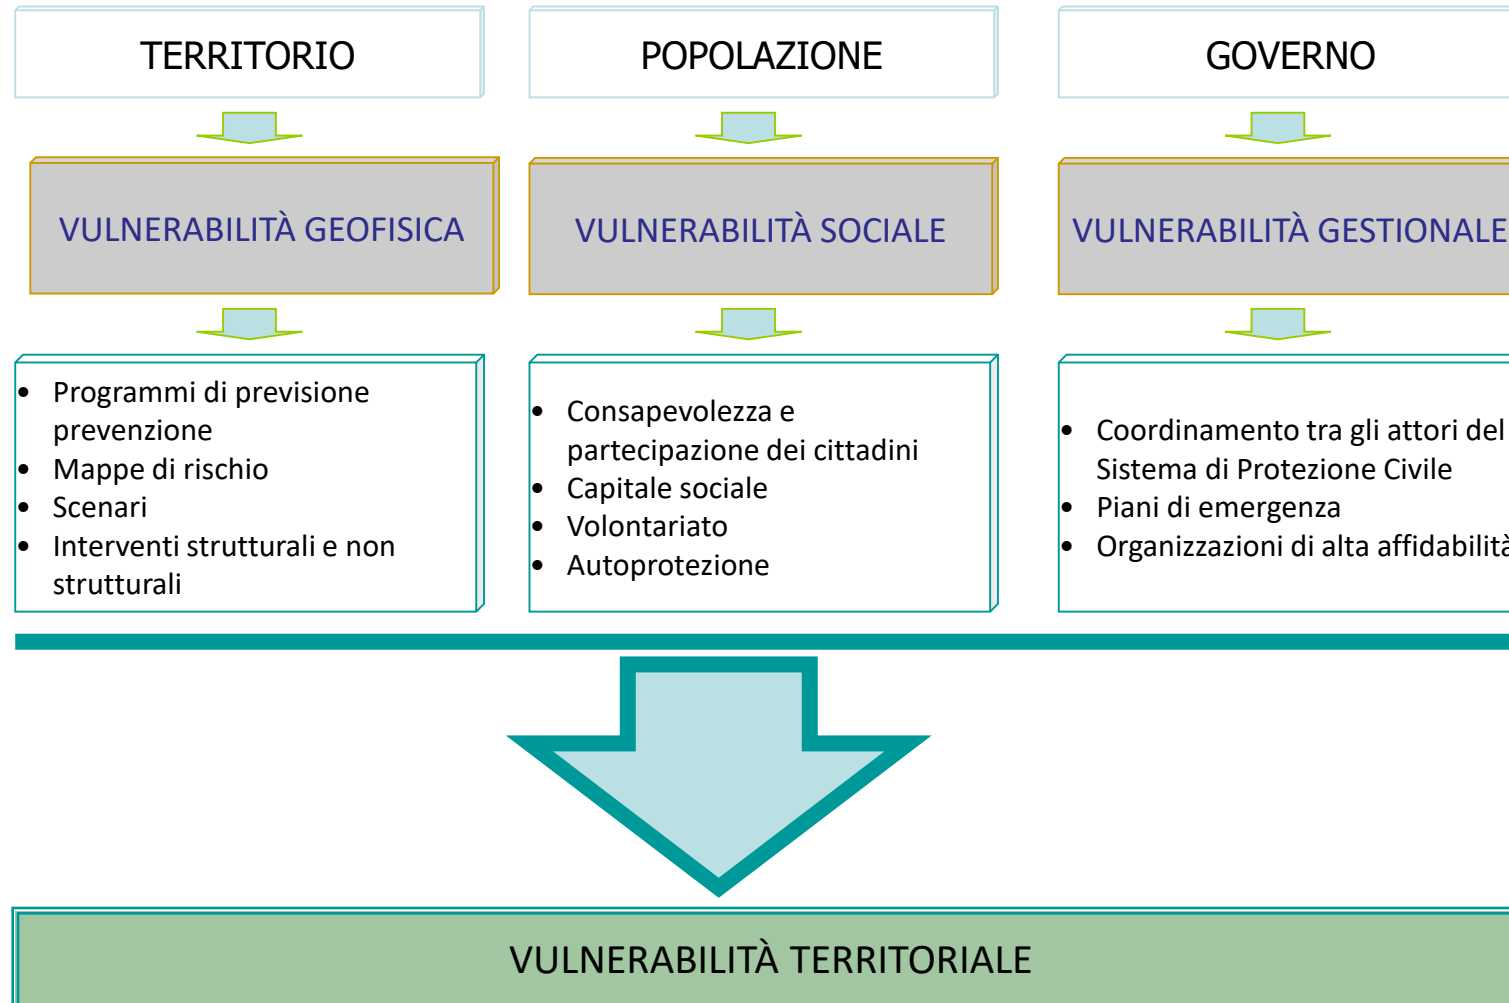 TERRITORIO
POPOLAZIONE
GOVERNO
VULNERABILITÀ GEOFISICA
VULNERABILITÀ SOCIALE
VULNERABILITÀ GESTIONALE
• Programmi di previsione
prevenzione
• Mappe di rischio
• Scenari
• Interventi strutturali e non
strutturali
• Consapevolezza e
partecipazione dei cittadini
• Capitale sociale
• Volontariato
• Autoprotezione
• Coordinamento tra gli attori del
Sistema di Protezione Civile
• Piani di emergenza
• Organizzazioni di alta affidabilità
VULNERABILITÀ TERRITORIALE